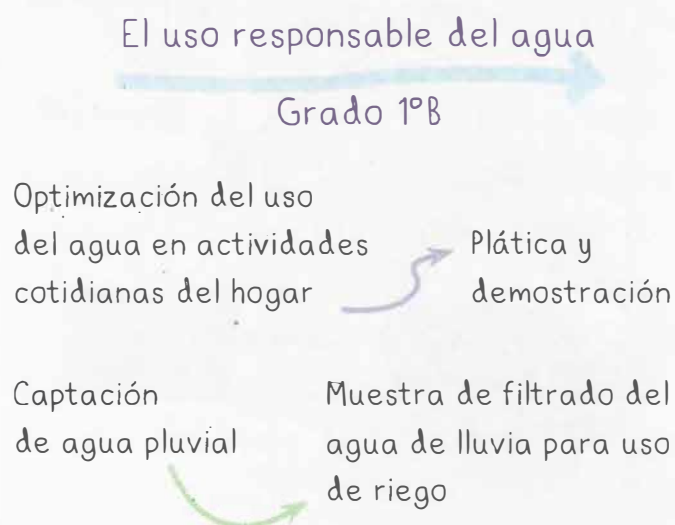 El uso responsable del agua
Grado 1°B
Optimización del uso
del agua en actividades
cotidianas del hogar
Plática y
demostración
Captación
de agua pluvial
Muestra de filtrado del
agua de lluvia para uso
de riego